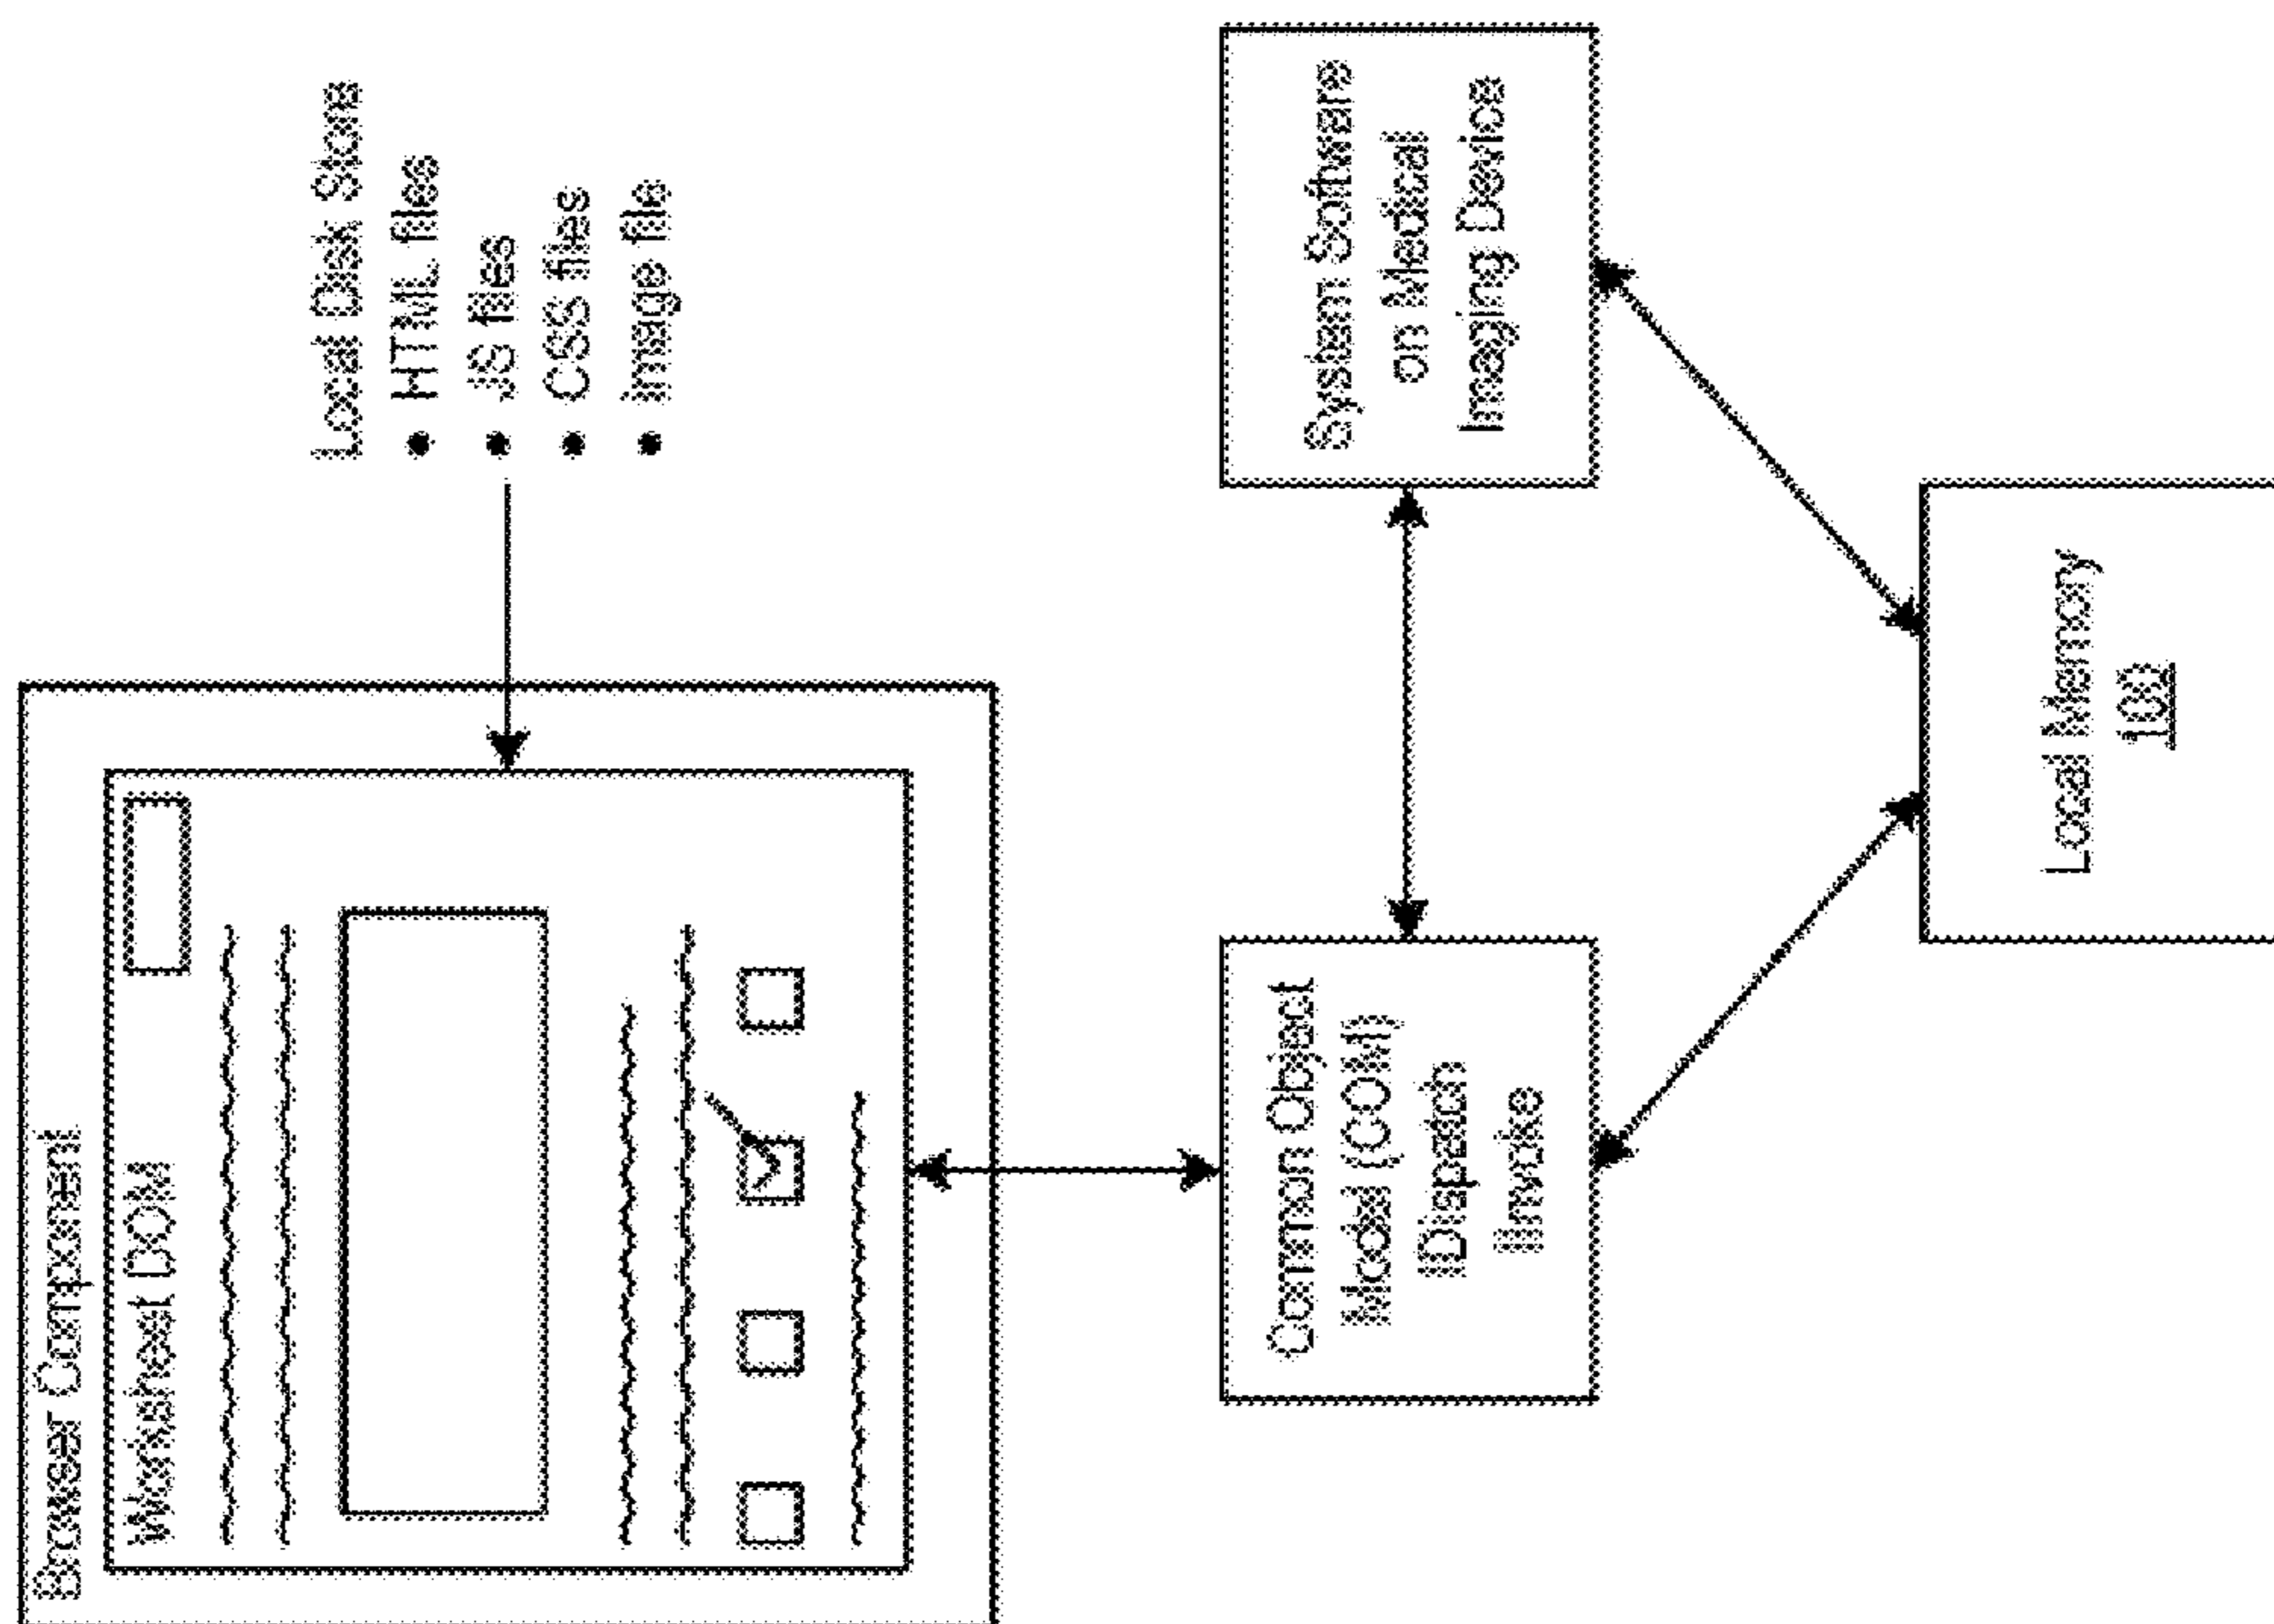 Browser Component
Worksheet DOM
Local Disk Store
• HTML files
• JS files
• CSS files
• image file
Common Object
Model (COM)
IDispatch
Invoke
System Software
on Medical
Imaging Device
Local Memory